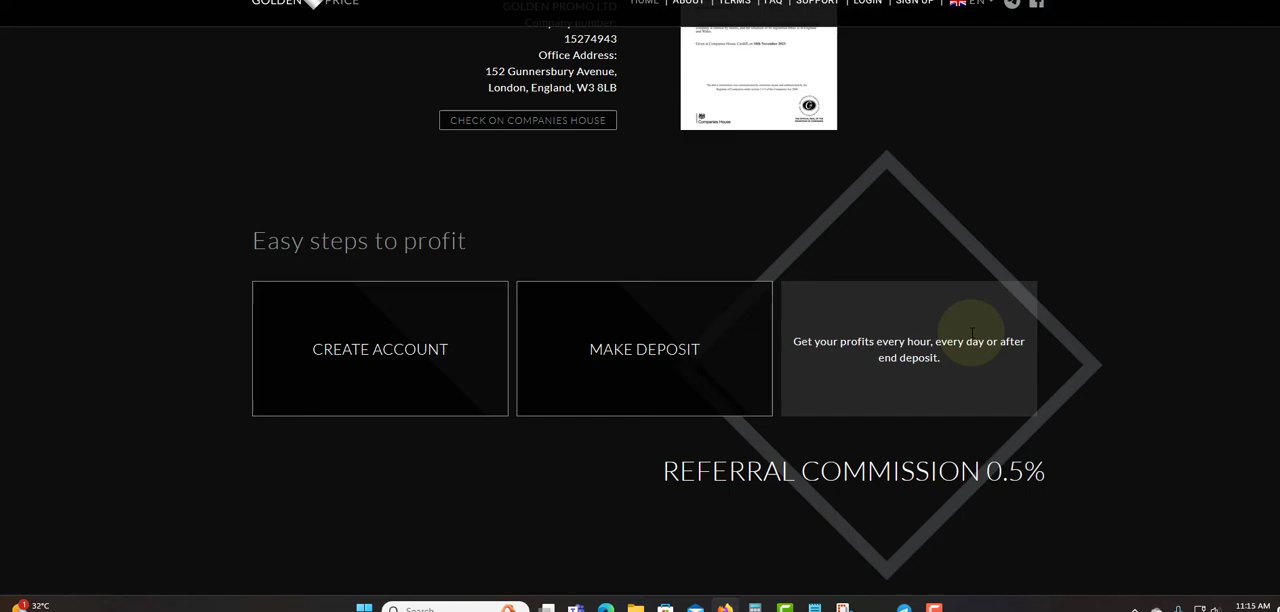 GOLDEN PRICE
HOME | ABOUT | TERMS | FAQ | SUPPORT | LOGIN | SIGN UP | EN
GOLDEN PROMO LTD
Company number:
15274943
Office Address:
152 Gunnersbury Avenue,
London, England, W3 8LB
CHECK ON COMPANIES HOUSE
Companies House
Easy steps to profit
CREATE ACCOUNT
MAKE DEPOSIT
Get your profits every hour, every day or after
end deposit.
REFERRAL COMMISSION 0.5%
1
32°C
Search
11:15 AM